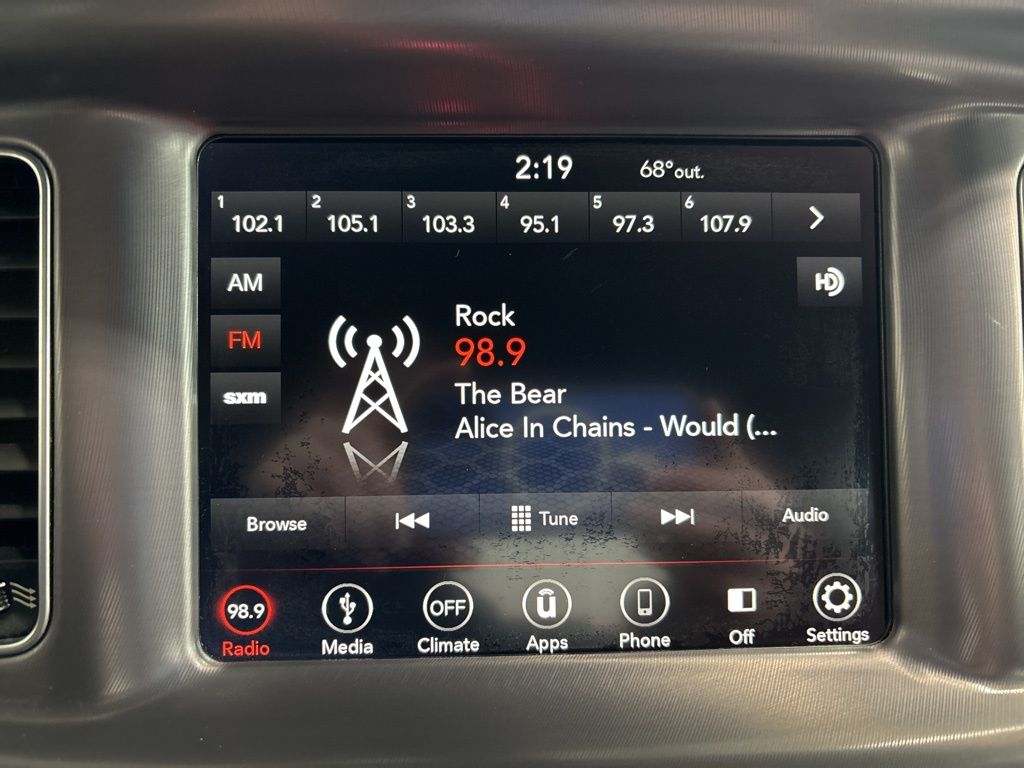 2:19 68° out.
1 102.1 2 105.1 3 103.3 4 95.1 5 97.3 6 107.9
AM
HD
FM
sxm
Rock
98.9
The Bear
Alice In Chains - Would (...
Browse Tune Audio
98.9 OFF
Radio Media Climate Apps Phone Off Settings